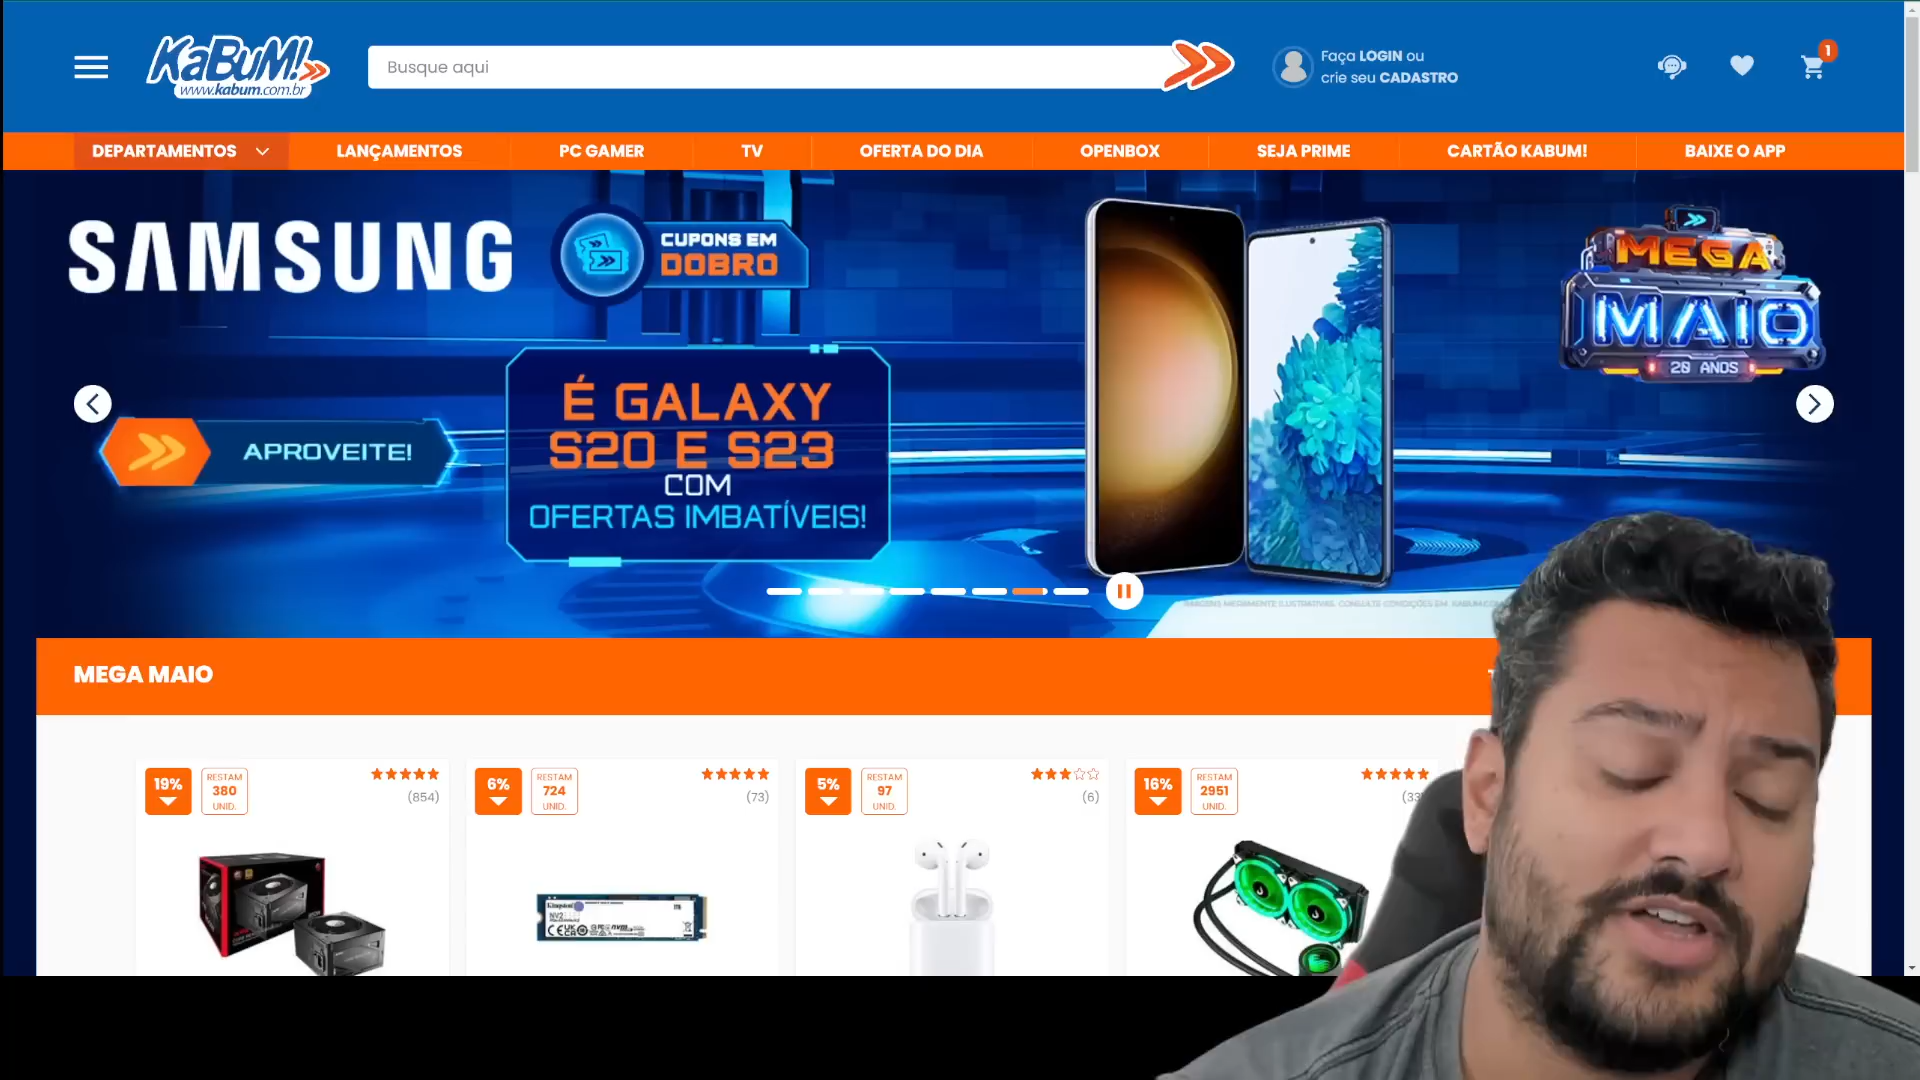 KaBuM!
www.kabum.com.br
Busque aqui
Faça LOGIN ou
crie seu CADASTRO
1
DEPARTAMENTOS
LANÇAMENTOS
PC GAMER
TV
OFERTA DO DIA
OPENBOX
SEJA PRIME
CARTÃO KABUM!
BAIXE O APP
SAMSUNG
CUPONS EM
DOBRO
MEGA
MAIO
20 ANOS
É GALAXY
S20 E S23
COM
OFERTAS IMBATÍVEIS!
APROVEITE!
MEGA MAIO
19%
RESTAM
380
UNID.
(854)
6%
RESTAM
724
UNID.
(73)
5%
RESTAM
97
UNID.
(6)
16%
RESTAM
2951
UNID.
Kingston
NV2